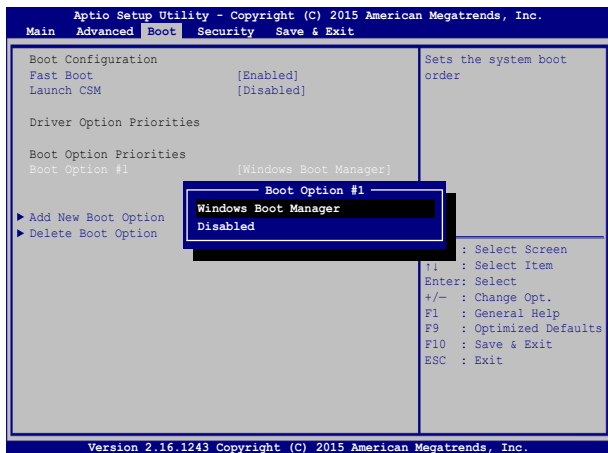 Aptio Setup Utility - Copyright (C) 2015 American Megatrends, Inc.
Main Advanced Boot Security Save & Exit
Boot Configuration
Fast Boot [Enabled]
Launch CSM [Disabled]
Driver Option Priorities
Boot Option Priorities
Boot Option #1 [Windows Boot Manager]
Add New Boot Option
Delete Boot Option
Boot Option #1
Windows Boot Manager
Disabled
Sets the system boot
order
: Select Screen
↑↓ : Select Item
Enter: Select
+/— : Change Opt.
F1 : General Help
F9 : Optimized Defaults
F10 : Save & Exit
ESC : Exit
Version 2.16.1243 Copyright (C) 2015 American Megatrends, Inc.